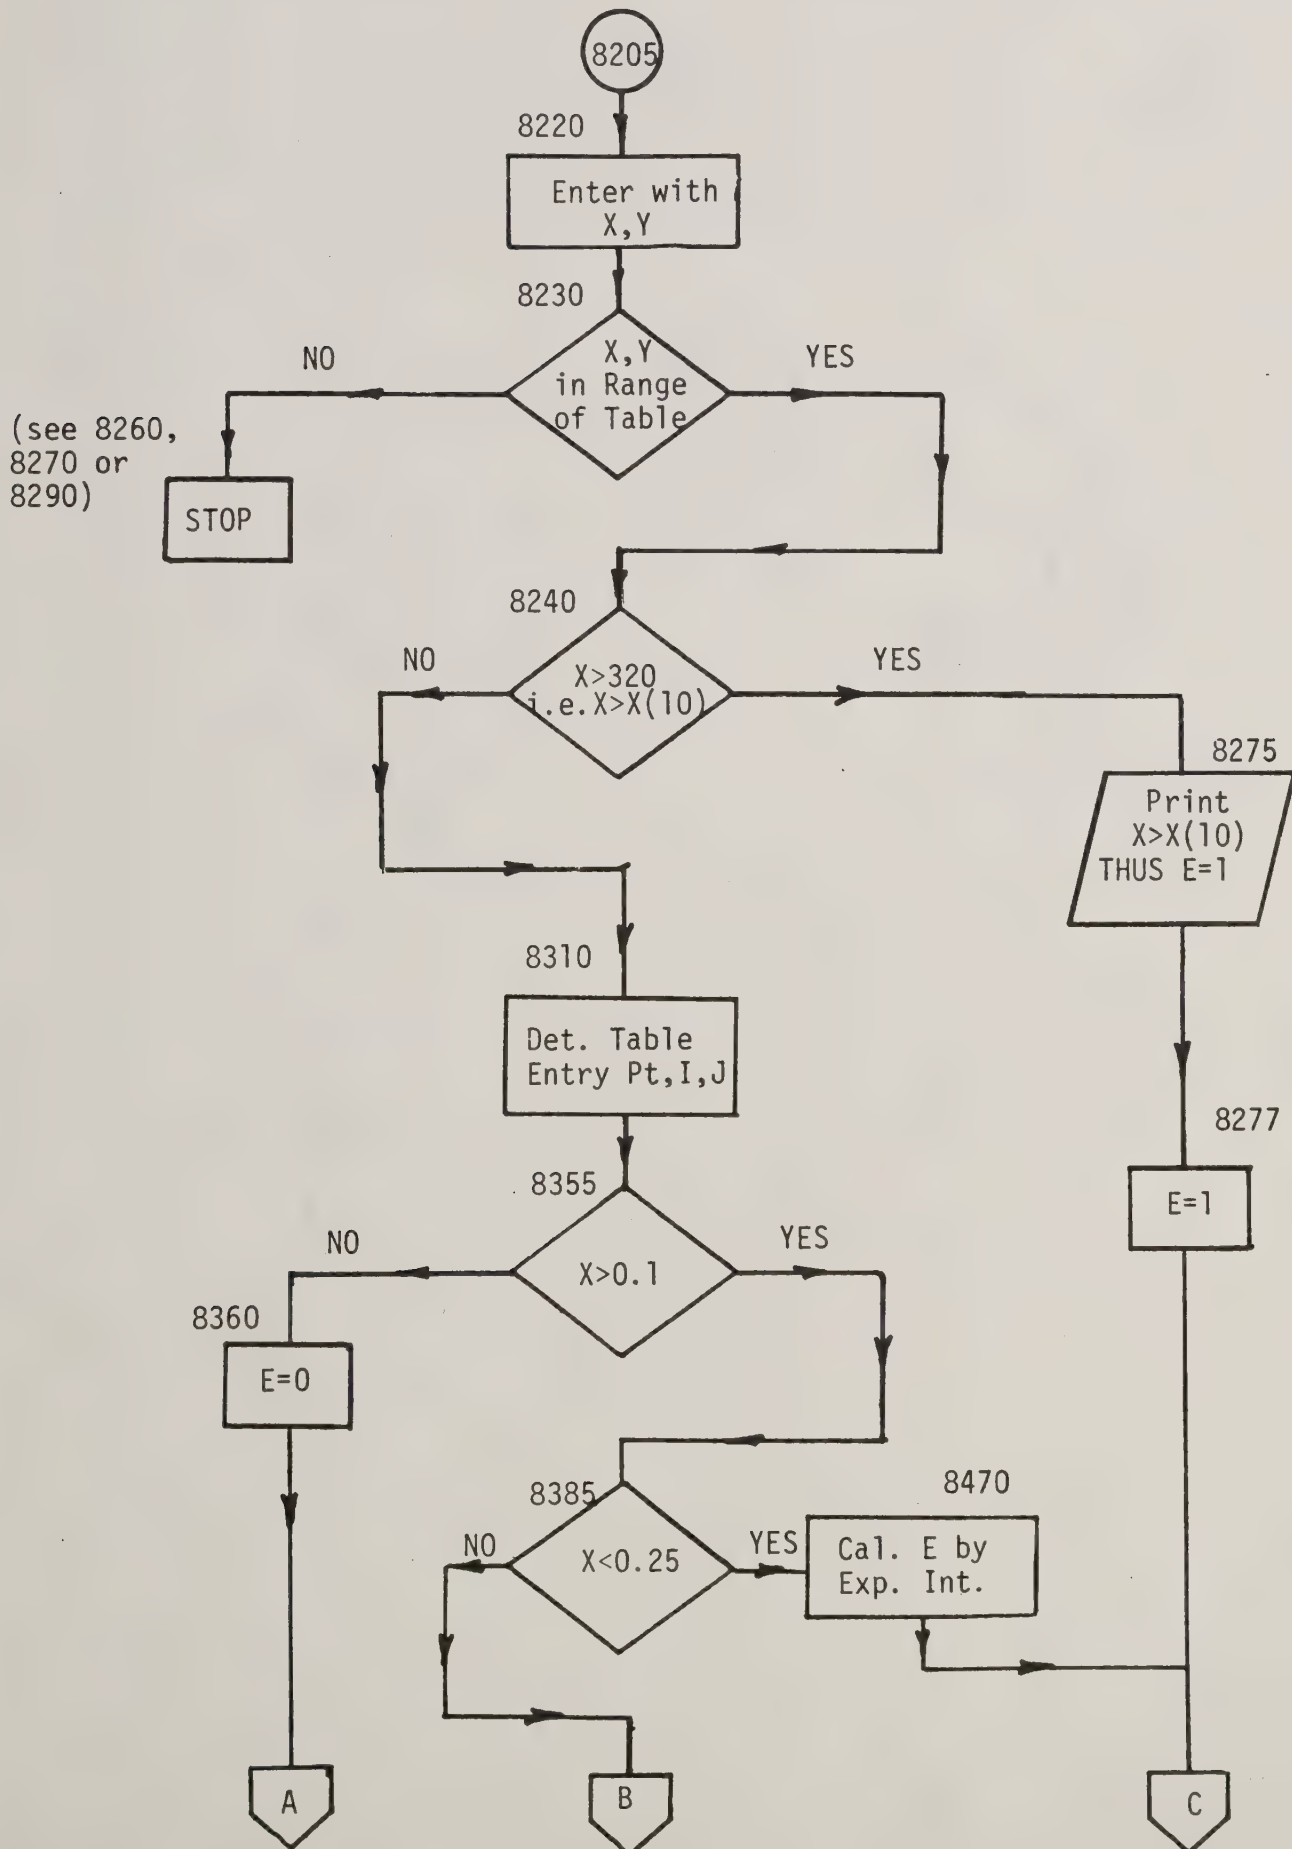 8205
8220
Enter with
X,Y
8230
X,Y
in Range
of Table
NO
YES
(see 8260,
8270 or
8290)
STOP
8240
X>320
i.e.X>X(10)
NO
YES
8275
Print
X>X(10)
THUS E=1
8310
Det. Table
Entry Pt,I,J
8277
E=1
8355
X>0.1
NO
YES
8360
E=0
8385
X<0.25
NO
YES
8470
Cal. E by
Exp. Int.
A
B
C